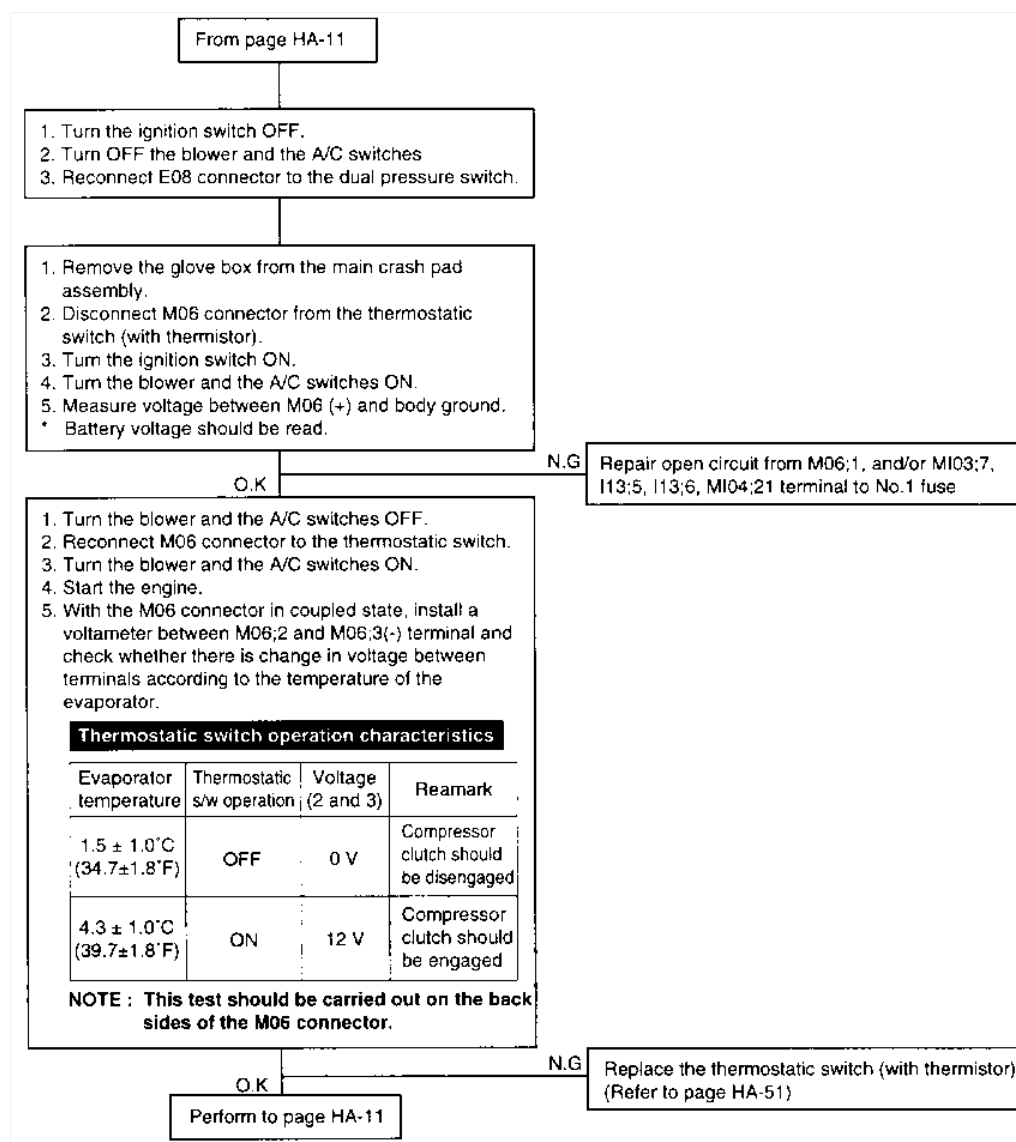 From page HA-11
1. Turn the ignition switch OFF.
2. Turn OFF the blower and the A/C switches
3. Reconnect E08 connector to the dual pressure switch.
1. Remove the glove box from the main crash pad
assembly.
2. Disconnect M06 connector from the thermostatic
switch (with thermistor).
3. Turn the ignition switch ON.
4. Turn the blower and the A/C switches ON.
5. Measure voltage between M06 (+) and body ground.
* Battery voltage should be read.
N.G
Repair open circuit from M06;1, and/or MI03;7,
I13;5, I13;6, MI04;21 terminal to No.1 fuse
O.K
1. Turn the blower and the A/C switches OFF.
2. Reconnect M06 connector to the thermostatic switch.
3. Turn the blower and the A/C switches ON.
4. Start the engine.
5. With the M06 connector in coupled state, install a
voltameter between M06;2 and M06;3(-) terminal and
check whether there is change in voltage between
terminals according to the temperature of the
evaporator.
Thermostatic switch operation characteristics
Evaporator temperature Thermostatic s/w operation Voltage (2 and 3) Reamark
1.5 ± 1.0°C (34.7±1.8°F) OFF 0 V Compressor clutch should be disengaged
4.3 ± 1.0°C (39.7±1.8°F) ON 12 V Compressor clutch should be engaged
NOTE : This test should be carried out on the back
sides of the M06 connector.
N.G
Replace the thermostatic switch (with thermistor)
(Refer to page HA-51)
O.K
Perform to page HA-11